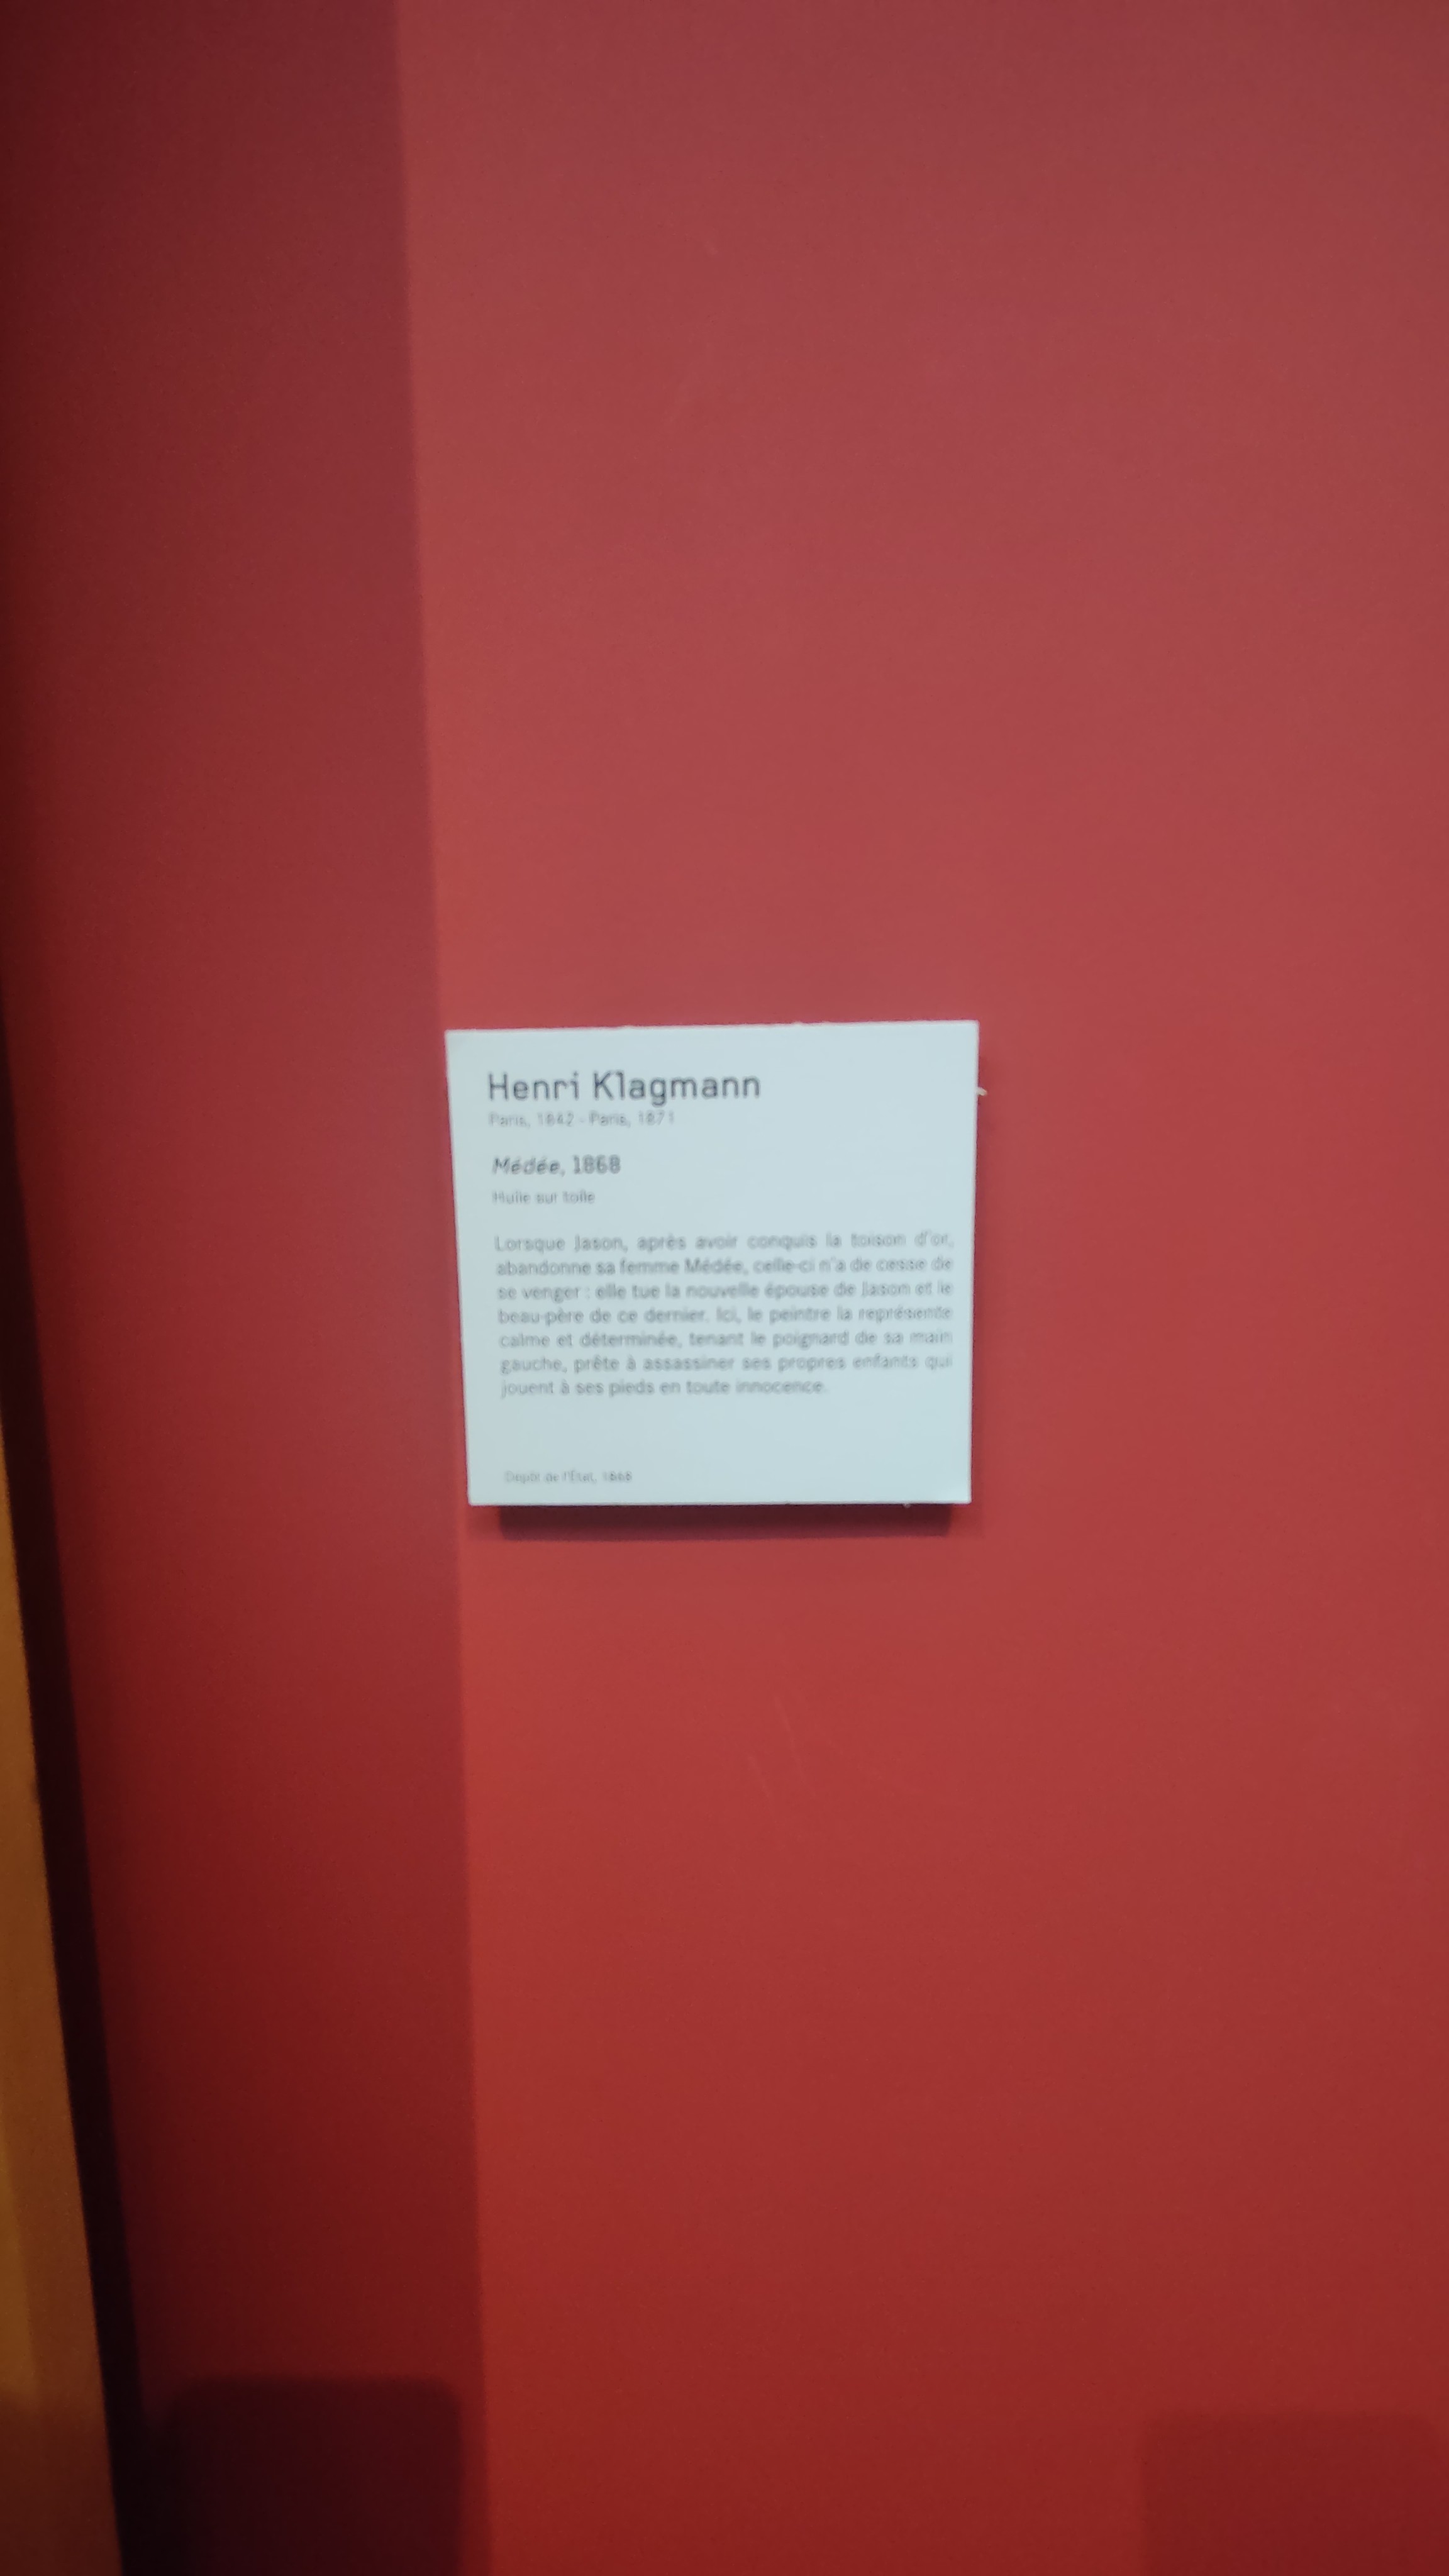 Henri Klagmann
Paris, 1842 - Paris, 1871
Médée, 1868
Huile sur toile
Lorsque Jason, après avoir conquis la toison d'or,
abandonne sa femme Médée, celle-ci n'a de cesse de
se venger : elle tue la nouvelle épouse de Jason et le
beau-père de ce dernier. Ici, le peintre la représente
calme et déterminée, tenant le poignard de sa main
gauche, prête à assassiner ses propres enfants qui
jouent à ses pieds en toute innocence.
Dépôt de l'État, 1868